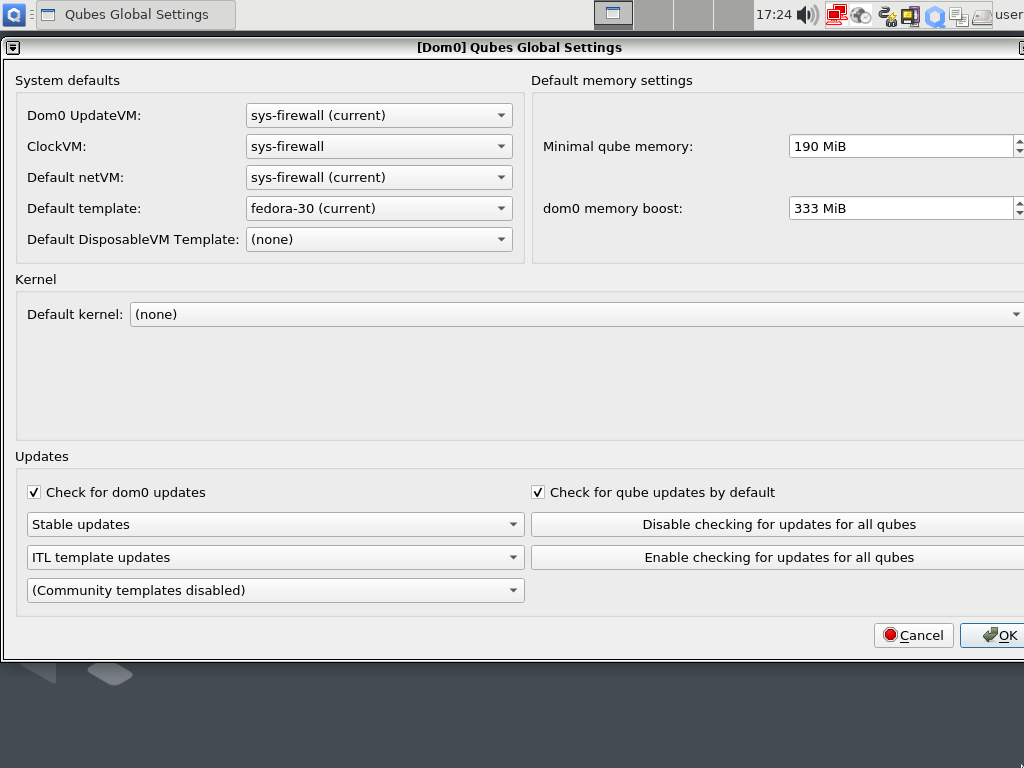 Qubes Global Settings
17:24
user
[Dom0] Qubes Global Settings
System defaults
Dom0 UpdateVM:
sys-firewall (current)
ClockVM:
sys-firewall
Default netVM:
sys-firewall (current)
Default template:
fedora-30 (current)
Default DisposableVM Template:
(none)
Default memory settings
Minimal qube memory:
190 MiB
dom0 memory boost:
333 MiB
Kernel
Default kernel:
(none)
Updates
Check for dom0 updates
Check for qube updates by default
Stable updates
Disable checking for updates for all qubes
ITL template updates
Enable checking for updates for all qubes
(Community templates disabled)
Cancel
OK